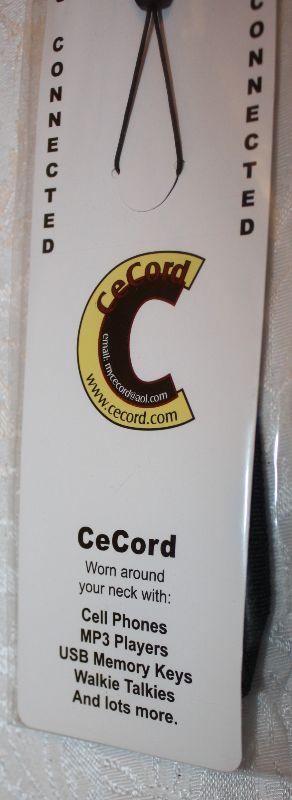 CONNECTED
CONNECTED
CeCord
email: mycecord@aol.com
www.cecord.com
CeCord
Worn around
your neck with:
Cell Phones
MP3 Players
USB Memory Keys
Walkie Talkies
And lots more.